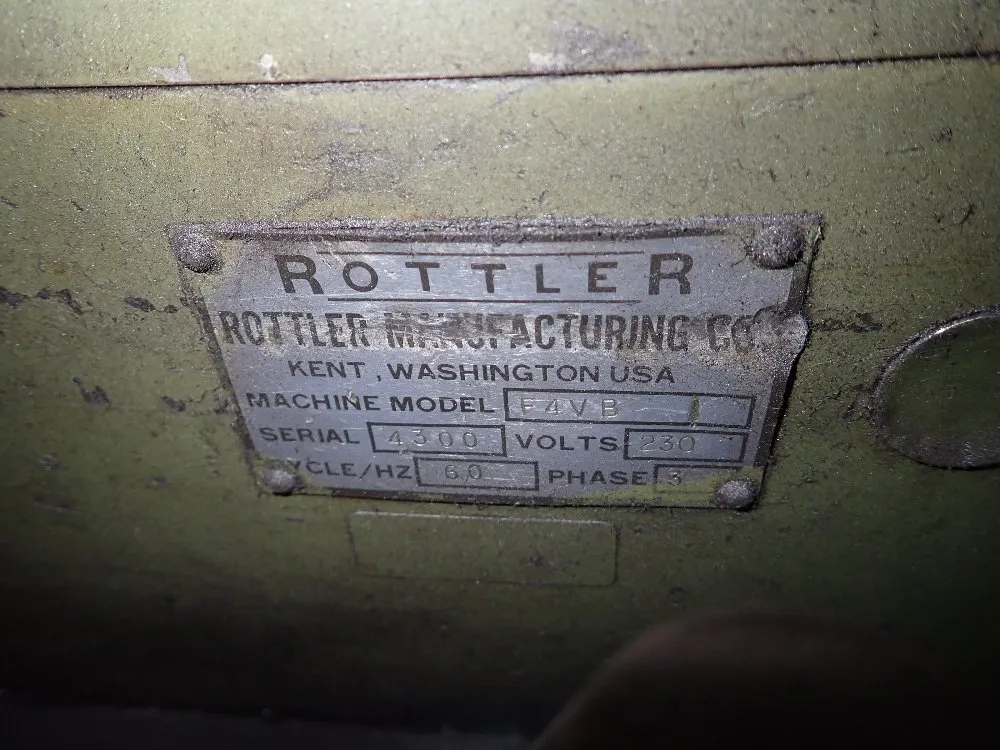 ROTTLER
ROTTLER MANUFACTURING CO.
KENT, WASHINGTON USA
MACHINE MODEL F4VB
SERIAL 4300 VOLTS 230
CYCLE/HZ 60 PHASE 3